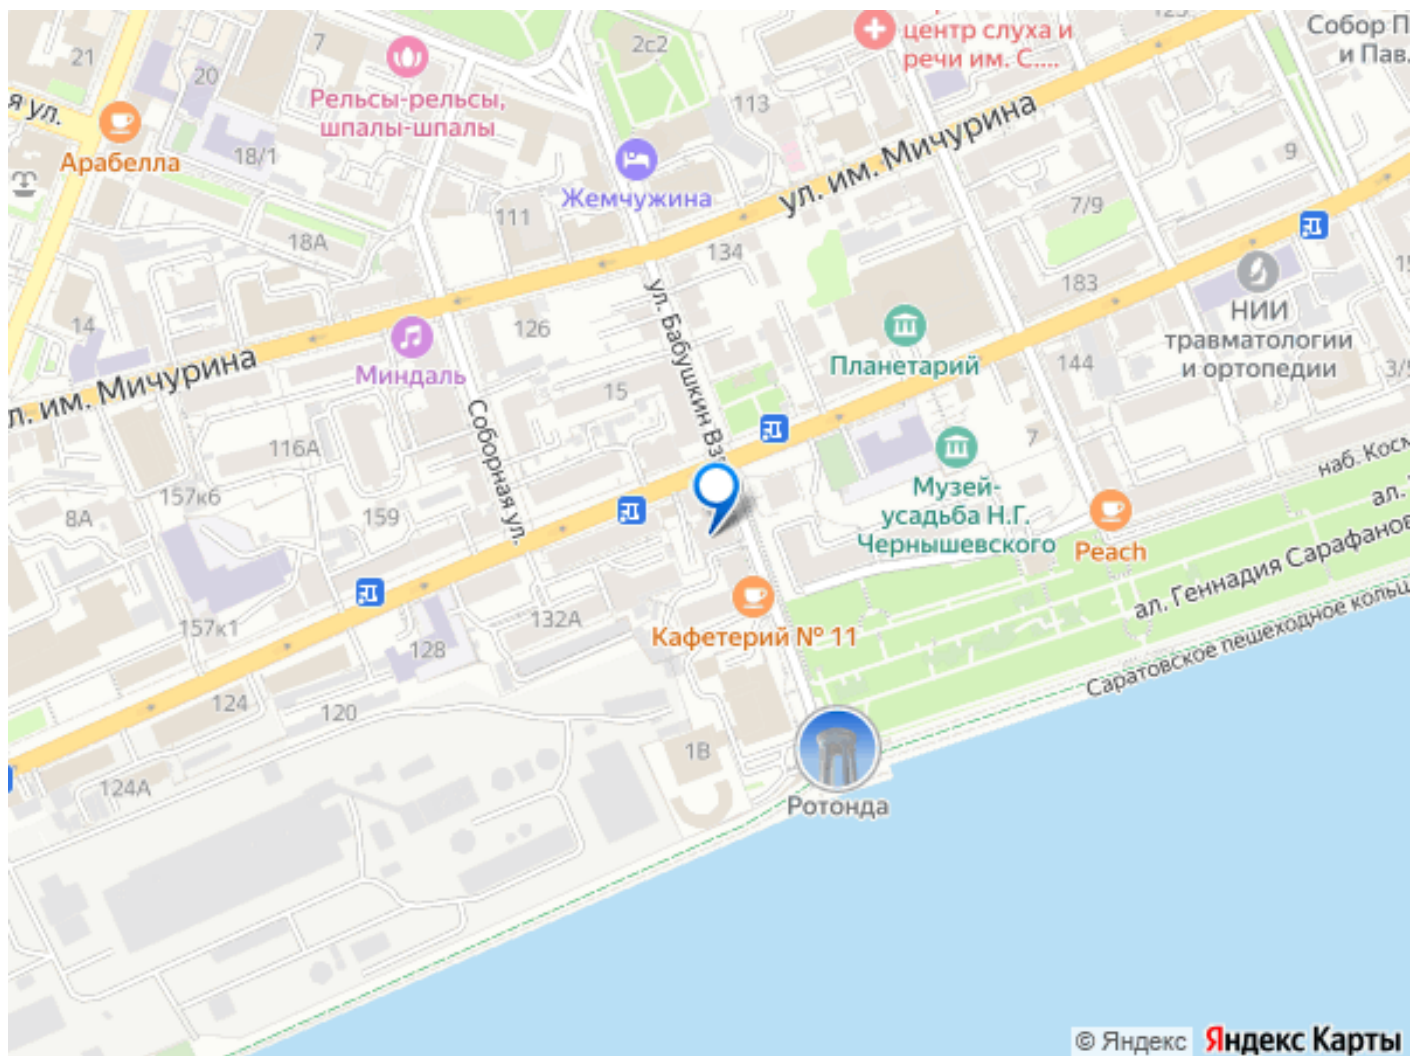 21
7
20
18/1
я ул.
Арабелла
Рельсы-рельсы,
шпалы-шпалы
2с2
центр слуха и
речи им. С....
113
Собор П
и Пав.
ул. им. Мичурина
9
Жемчужина
111
18А
134
7/9
183
НИИ
травматологии
и ортопедии
144
14
126
Миндаль
ул. Бабушкин Взв
Планетарий
л. им. Мичурина
15
116А
Соборная ул.
7
Музей-
усадьба Н.Г.
Чернышевского
наб. Косм
3/5
157к6
8А
159
Peach
ал. Геннадия Сарафанов
Саратовское пешеходное кольц
132А
Кафетерий № 11
157к1
128
124
120
124А
1В
Ротонда
© Яндекс Яндекс Карты